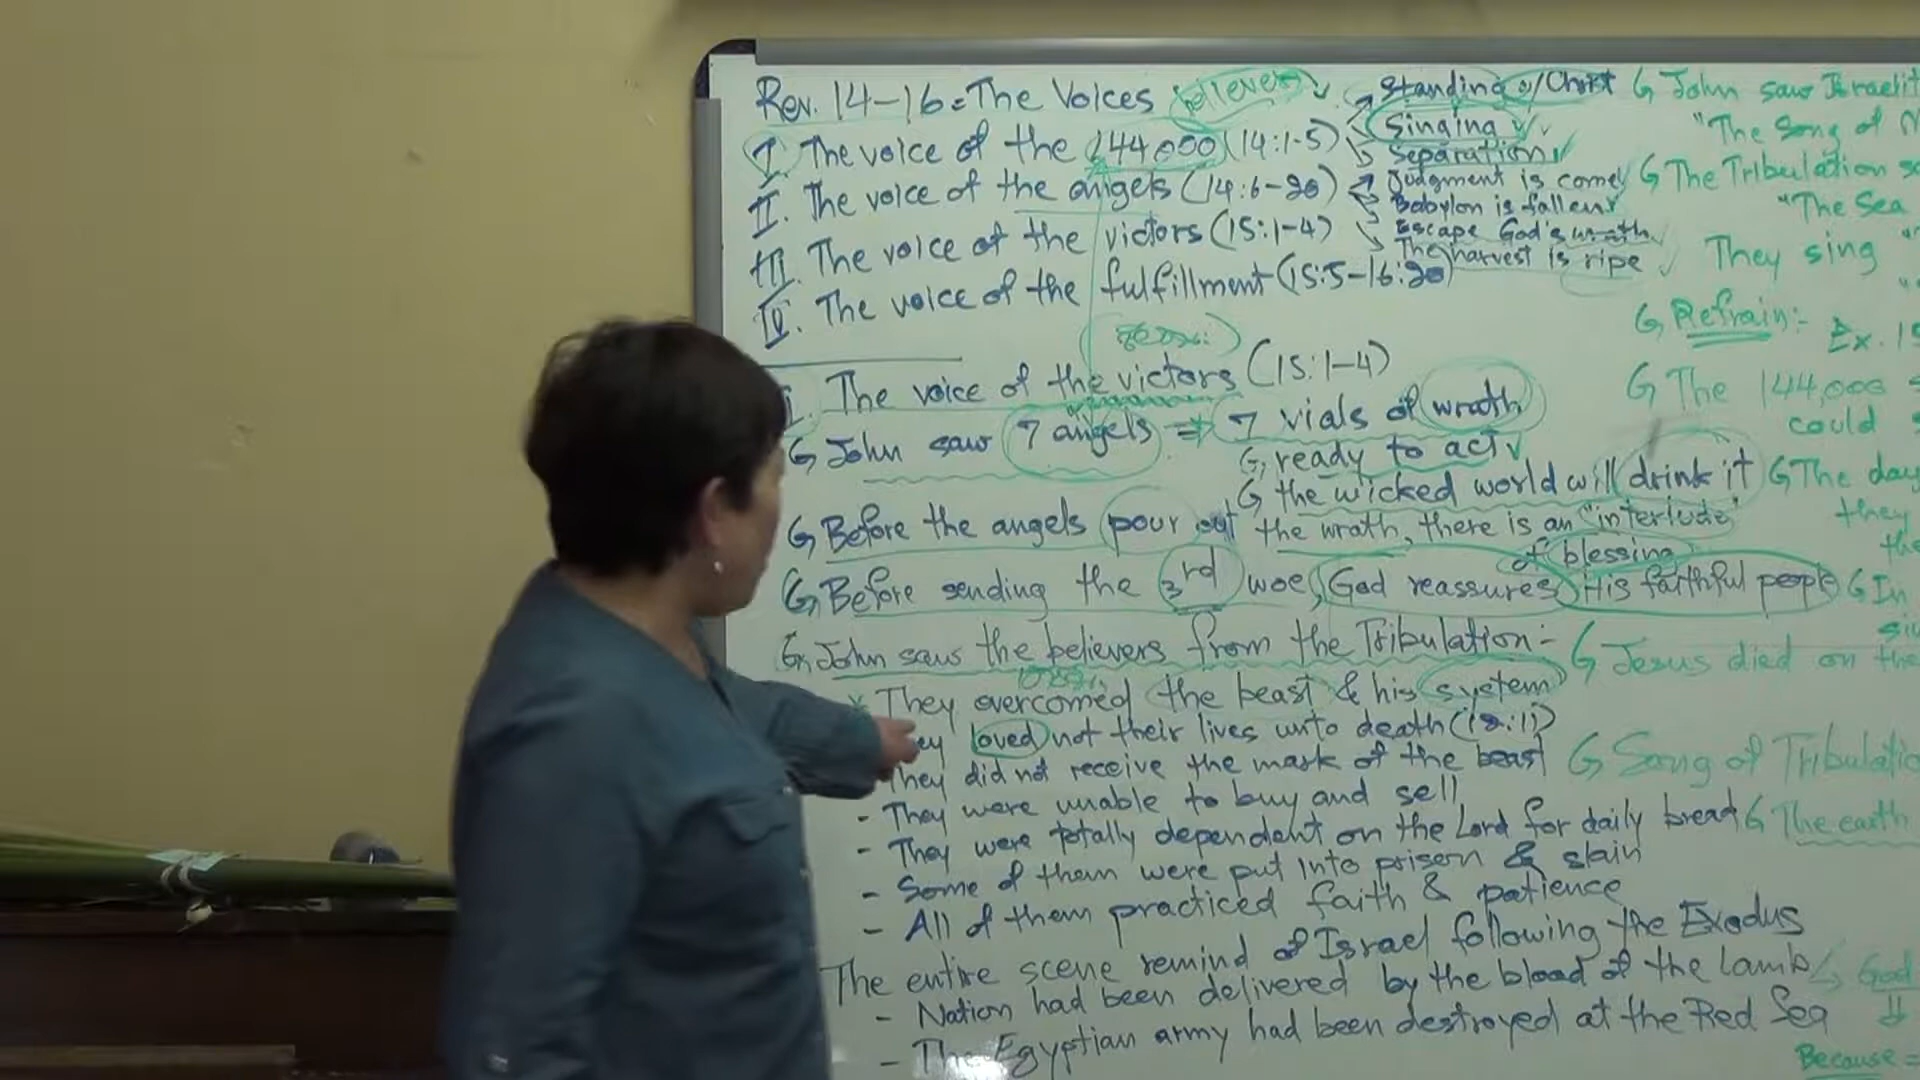 Rev. 14-16 = The Voices believers
I. The voice of the 144,000 (14:1-5)
Standing w/ Christ
Singing
Separation
II. The voice of the angels (14:6-20)
Judgment is come
Babylon is fallen
Escape God's wrath
The harvest is ripe
III. The voice of the victors (15:1-4)
IV. The voice of the fulfillment (15:5-16:20)
The voice of the victors (15:1-4)
John saw 7 angels ⇒ 7 vials of wrath
ready to act
the wicked world will drink it
Before the angels pour out the wrath, there is an "interlude"
of blessing
Before sending the 3rd woe, God reassures His faithful people
John saw the believers from the Tribulation:-
* They overcomed the beast & his system
loved not their lives unto death (12:11)
They did not receive the mark of the beast
- They were unable to buy and sell
- They were totally dependent on the Lord for daily bread
- Some of them were put into prison & slain
- All of them practiced faith & patience
The entire scene remind of Israel following the Exodus
- Nation had been delivered by the blood of the lamb
- The Egyptian army had been destroyed at the Red Sea
John saw
"The Song of
The Tribulation
"The Sea
They sing
Refrain:- Ex. 15
The 144,000
could
The day
they
the
In
Jesus died on the
Song of
The earth
God
Because =